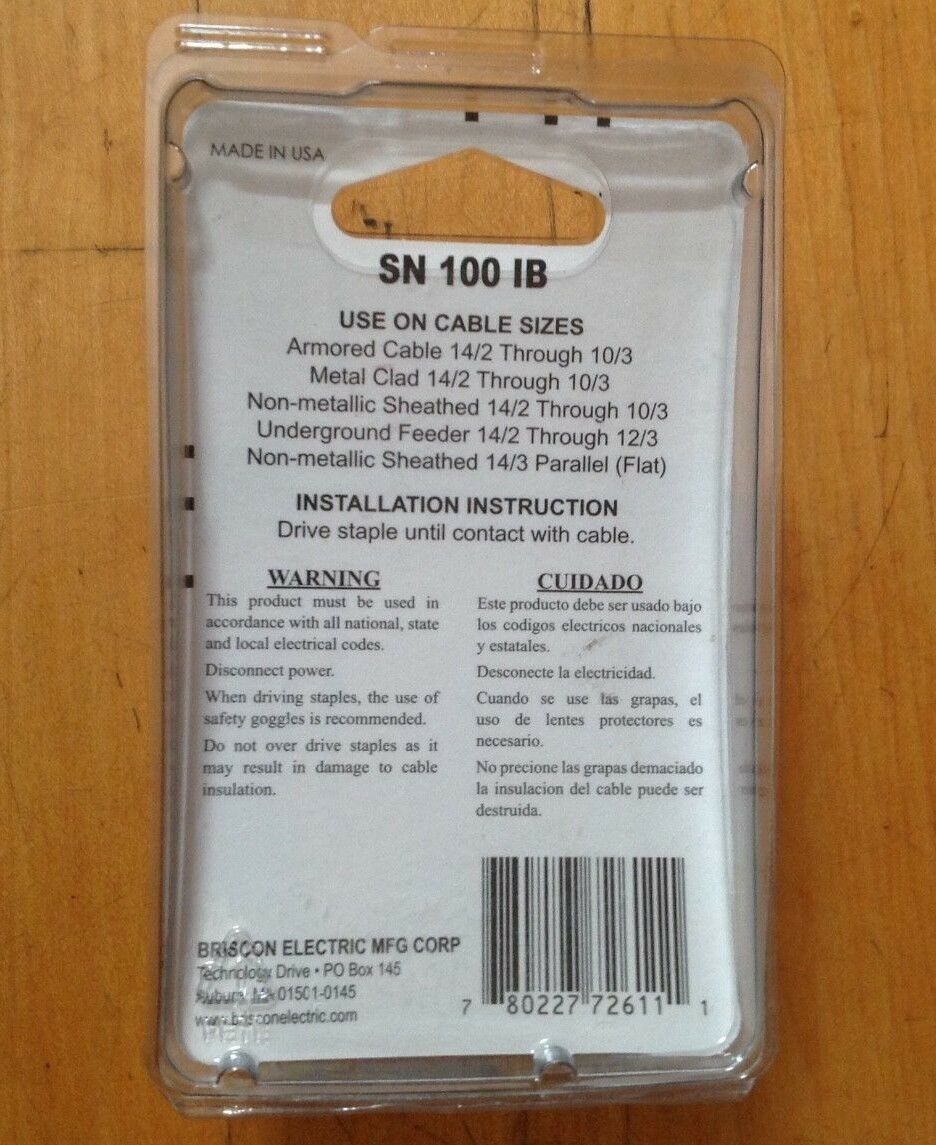 MADE IN USA
SN 100 IB
USE ON CABLE SIZES
Armored Cable 14/2 Through 10/3
Metal Clad 14/2 Through 10/3
Non-metallic Sheathed 14/2 Through 10/3
Underground Feeder 14/2 Through 12/3
Non-metallic Sheathed 14/3 Parallel (Flat)
INSTALLATION INSTRUCTION
Drive staple until contact with cable.
WARNING
This product must be used in
accordance with all national, state
and local electrical codes.
Disconnect power.
When driving staples, the use of
safety goggles is recommended.
Do not over drive staples as it
may result in damage to cable
insulation.
CUIDADO
Este producto debe ser usado bajo
los codigos electricos nacionales
y estatales.
Desconecte la electricidad.
Cuando se use las grapas, el
uso de lentes protectores es
necesario.
No precione las grapas demaciado
la insulacion del cable puede ser
destruida.
BRISCON ELECTRIC MFG CORP
Technology Drive • PO Box 145
Auburn, MA 01501-0145
www.brisconelectric.com
7 80227 72611 1